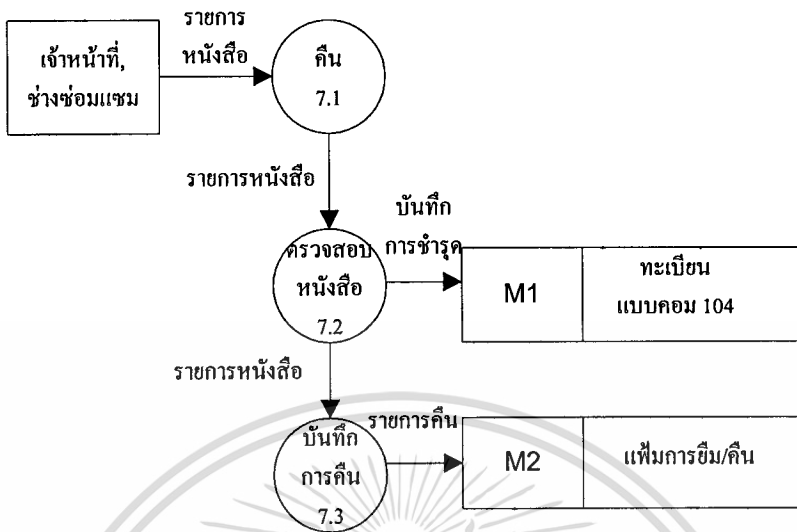 รายการ
หนังสือ
เจ้าหน้าที่,
ช่างซ่อมแซม
คืน
7.1
รายการหนังสือ
บันทึก
การชำรุด
ตรวจสอบ
หนังสือ
7.2
M1
ทะเบียน
แบบคอม 104
รายการหนังสือ
รายการคืน
บันทึก
การคืน
7.3
M2
แฟ้มการยืม/คืน